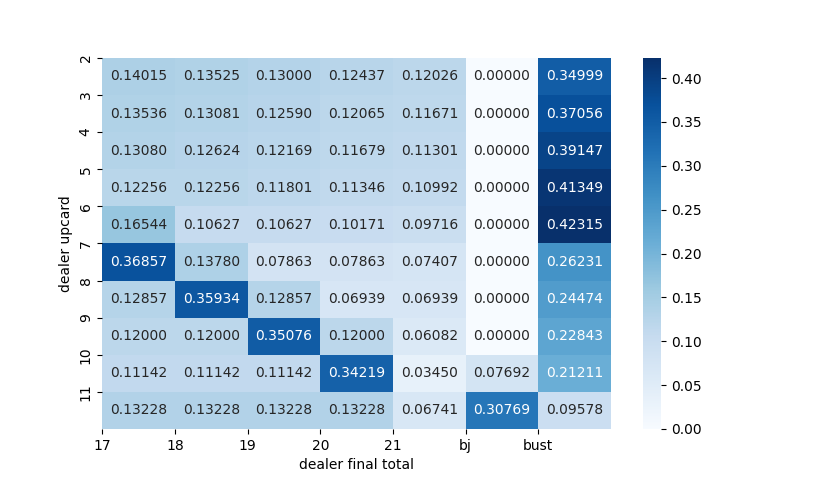 2 0.14015 0.13525 0.13000 0.12437 0.12026 0.00000 0.34999
3 0.13536 0.13081 0.12590 0.12065 0.11671 0.00000 0.37056
4 0.13080 0.12624 0.12169 0.11679 0.11301 0.00000 0.39147
5 0.12256 0.12256 0.11801 0.11346 0.10992 0.00000 0.41349
6 0.16544 0.10627 0.10627 0.10171 0.09716 0.00000 0.42315
7 0.36857 0.13780 0.07863 0.07863 0.07407 0.00000 0.26231
8 0.12857 0.35934 0.12857 0.06939 0.06939 0.00000 0.24474
9 0.12000 0.12000 0.35076 0.12000 0.06082 0.00000 0.22843
10 0.11142 0.11142 0.11142 0.34219 0.03450 0.07692 0.21211
11 0.13228 0.13228 0.13228 0.13228 0.06741 0.30769 0.09578
17 18 19 20 21 bj bust
dealer final total
dealer upcard
0.40
0.35
0.30
0.25
0.20
0.15
0.10
0.05
0.00